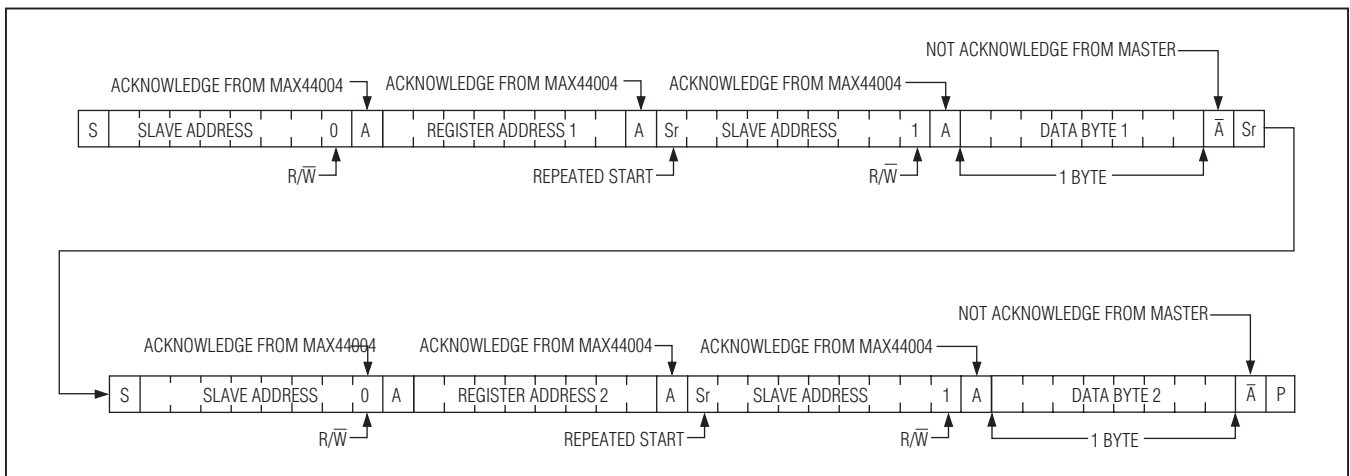 NOT ACKNOWLEDGE FROM MASTER
ACKNOWLEDGE FROM MAX44004 ACKNOWLEDGE FROM MAX44004 ACKNOWLEDGE FROM MAX44004
S SLAVE ADDRESS 0 A REGISTER ADDRESS 1 A Sr SLAVE ADDRESS 1 A DATA BYTE 1 A̅ Sr
R/W̅ REPEATED START R/W̅ 1 BYTE
NOT ACKNOWLEDGE FROM MASTER
ACKNOWLEDGE FROM MAX44004 ACKNOWLEDGE FROM MAX44004 ACKNOWLEDGE FROM MAX44004
S SLAVE ADDRESS 0 A REGISTER ADDRESS 2 A Sr SLAVE ADDRESS 1 A DATA BYTE 2 A̅ P
R/W̅ REPEATED START R/W̅ 1 BYTE